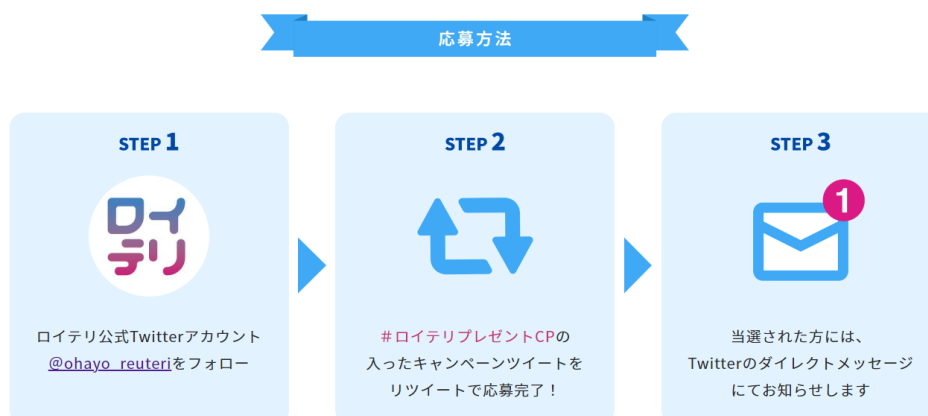 応募方法
STEP 1
ロイ
テリ
ロイテリ公式Twitterアカウント
@ohayo_reuteriをフォロー
STEP 2
#ロイテリプレゼントCPの
入ったキャンペーンツイートを
リツイートで応募完了!
STEP 3
1
当選された方には、
Twitterのダイレクトメッセージ
にてお知らせします